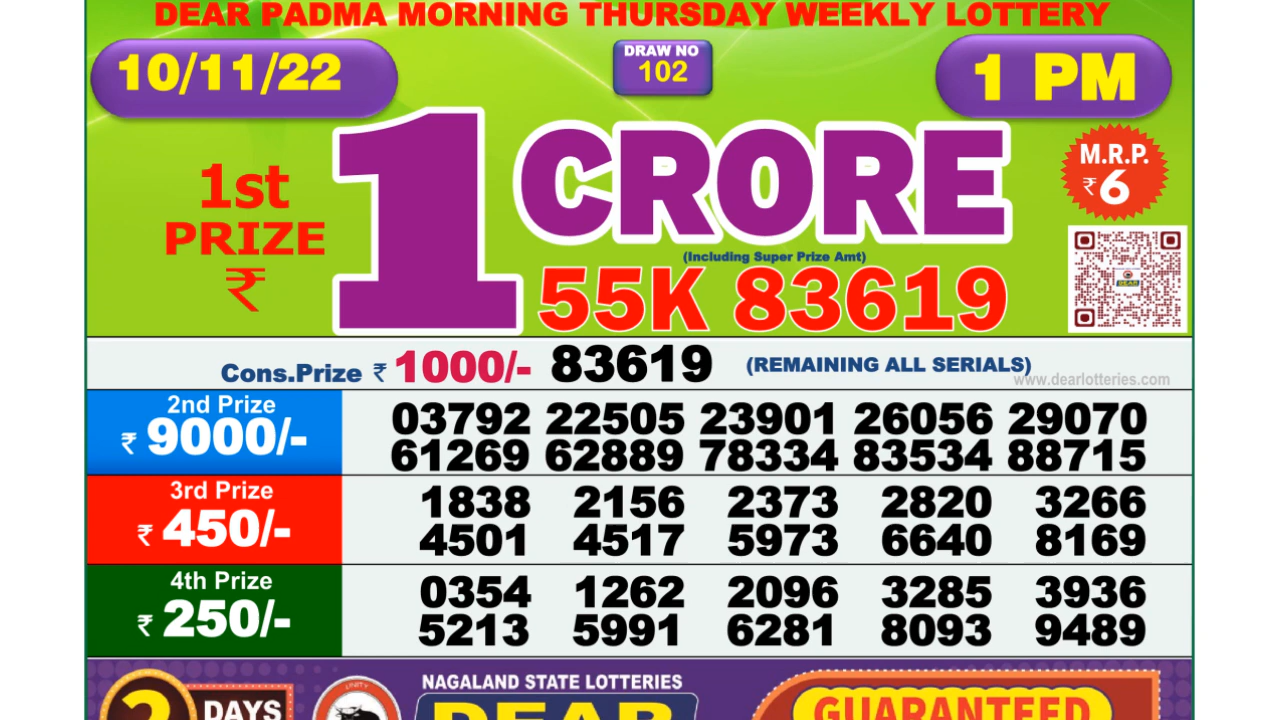 DEAR PADMA MORNING THURSDAY WEEKLY LOTTERY
10/11/22
DRAW NO
102
1 PM
1st
PRIZE
₹
1 CRORE
(Including Super Prize Amt)
55K 83619
M.R.P.
₹6
DEAR
Cons.Prize ₹ 1000/- 83619 (REMAINING ALL SERIALS)
www.dearlotteries.com
2nd Prize
₹ 9000/-
03792 22505 23901 26056 29070
61269 62889 78334 83534 88715
3rd Prize
₹ 450/-
1838 2156 2373 2820 3266
4501 4517 5973 6640 8169
4th Prize
₹ 250/-
0354 1262 2096 3285 3936
5213 5991 6281 8093 9489
2 DAYS
UNITY
NAGALAND STATE LOTTERIES
DEAR
GUARANTEED